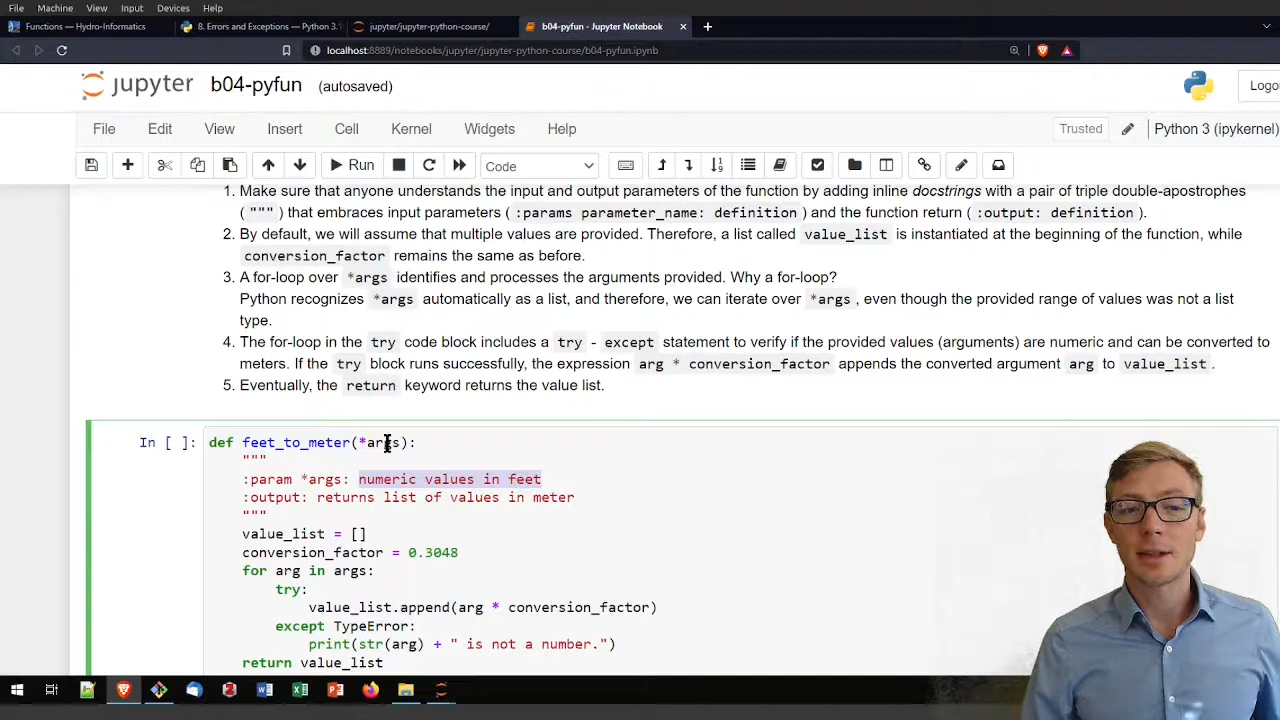 File Machine View Input Devices Help
Functions — Hydro-Informatics
8. Errors and Exceptions — Python 3.1
jupyter/jupyter-python-course/
b04-pyfun - Jupyter Notebook
localhost:8889/notebooks/jupyter/jupyter-python-course/b04-pyfun.ipynb
jupyter b04-pyfun (autosaved)
Logo
File Edit View Insert Cell Kernel Widgets Help
Trusted
Python 3 (ipykernel)
Run
Code
1. Make sure that anyone understands the input and output parameters of the function by adding inline docstrings with a pair of triple double-apostrophes
( """ ) that embraces input parameters ( :params parameter_name: definition ) and the function return ( :output: definition ).
2. By default, we will assume that multiple values are provided. Therefore, a list called value_list is instantiated at the beginning of the function, while
conversion_factor remains the same as before.
3. A for-loop over *args identifies and processes the arguments provided. Why a for-loop?
Python recognizes *args automatically as a list, and therefore, we can iterate over *args , even though the provided range of values was not a list
type.
4. The for-loop in the try code block includes a try - except statement to verify if the provided values (arguments) are numeric and can be converted to
meters. If the try block runs successfully, the expression arg * conversion_factor appends the converted argument arg to value_list .
5. Eventually, the return keyword returns the value list.
In [ ]: def feet_to_meter(*args):
"""
:param *args: numeric values in feet
:output: returns list of values in meter
"""
value_list = []
conversion_factor = 0.3048
for arg in args:
try:
value_list.append(arg * conversion_factor)
except TypeError:
print(str(arg) + " is not a number.")
return value_list